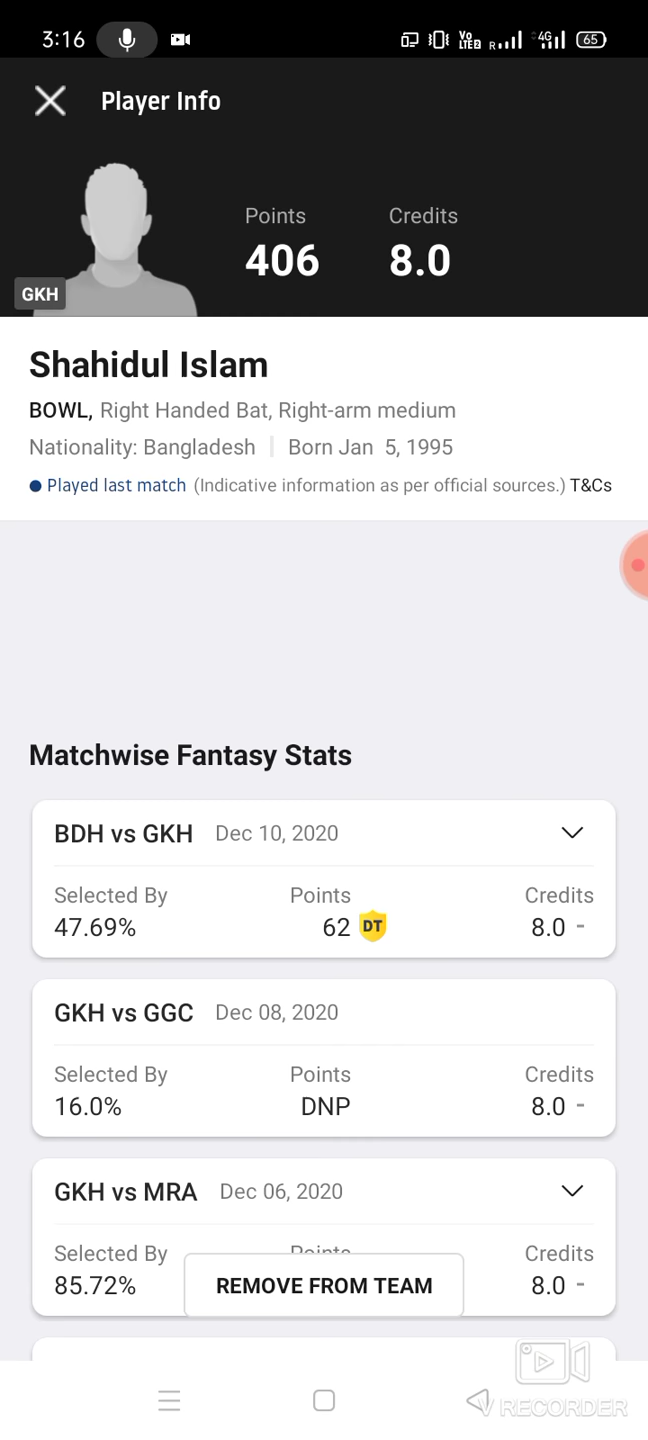 3:16 Vo LTE2 R 4G 65
Player Info
Points Credits
406 8.0
GKH
Shahidul Islam
BOWL, Right Handed Bat, Right-arm medium
Nationality: Bangladesh | Born Jan 5, 1995
Played last match (Indicative information as per official sources.) T&Cs
Matchwise Fantasy Stats
BDH vs GKH Dec 10, 2020
Selected By Points Credits
47.69% 62 DT 8.0 -
GKH vs GGC Dec 08, 2020
Selected By Points Credits
16.0% DNP 8.0 -
GKH vs MRA Dec 06, 2020
Selected By Points Credits
85.72% REMOVE FROM TEAM 8.0 -
V RECORDER